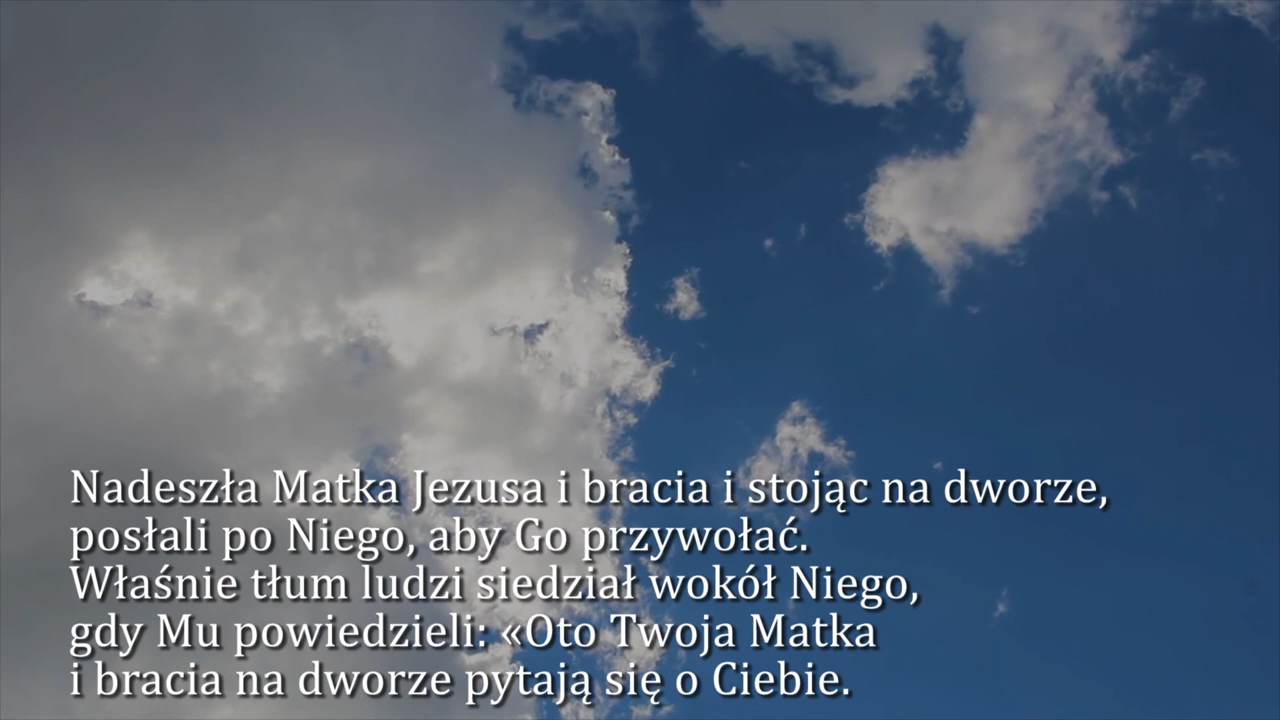 Nadeszła Matka Jezusa i bracia i stojąc na dworze,
posłali po Niego, aby Go przywołać.
Właśnie tłum ludzi siedział wokół Niego,
gdy Mu powiedzieli: «Oto Twoja Matka
i bracia na dworze pytają się o Ciebie.